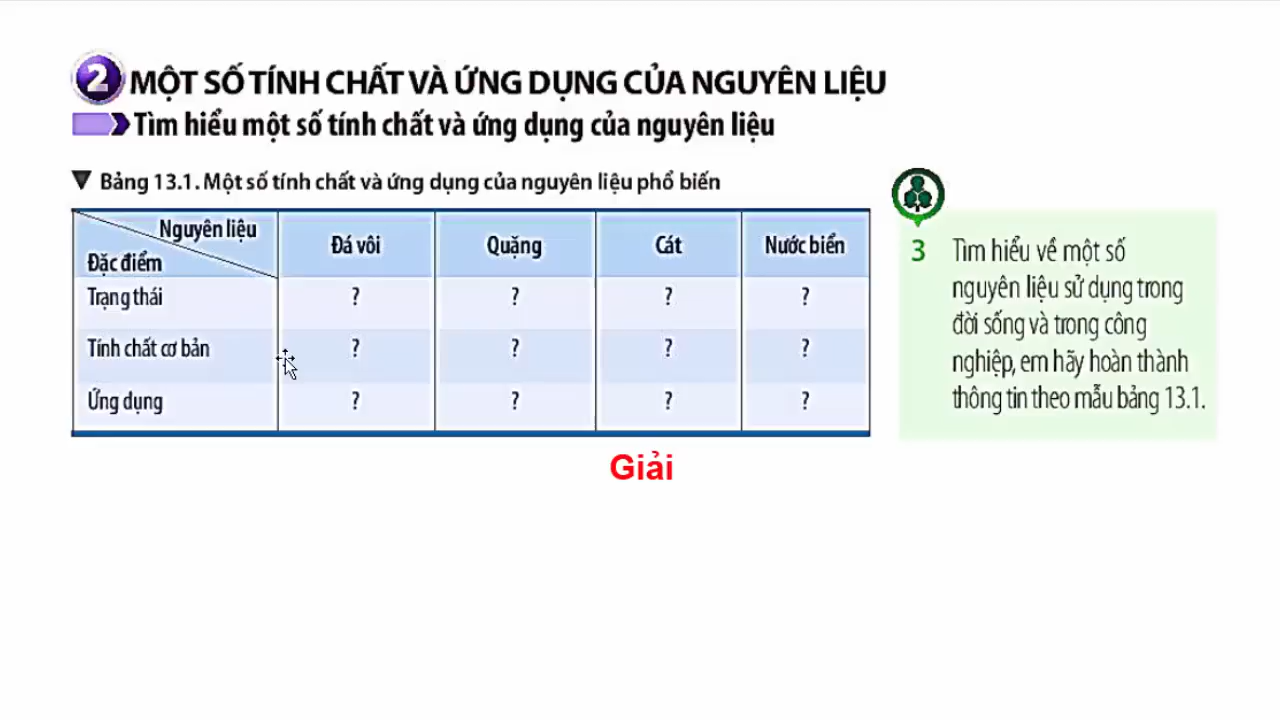 2 MỘT SỐ TÍNH CHẤT VÀ ỨNG DỤNG CỦA NGUYÊN LIỆU
Tìm hiểu một số tính chất và ứng dụng của nguyên liệu
Bảng 13.1. Một số tính chất và ứng dụng của nguyên liệu phổ biến
Nguyên liệu
Đặc điểm
Đá vôi Quặng Cát Nước biển
Trạng thái ? ? ? ?
Tính chất cơ bản ? ? ? ?
Ứng dụng ? ? ? ?
3 Tìm hiểu về một số
nguyên liệu sử dụng trong
đời sống và trong công
nghiệp, em hãy hoàn thành
thông tin theo mẫu bảng 13.1.
Giải